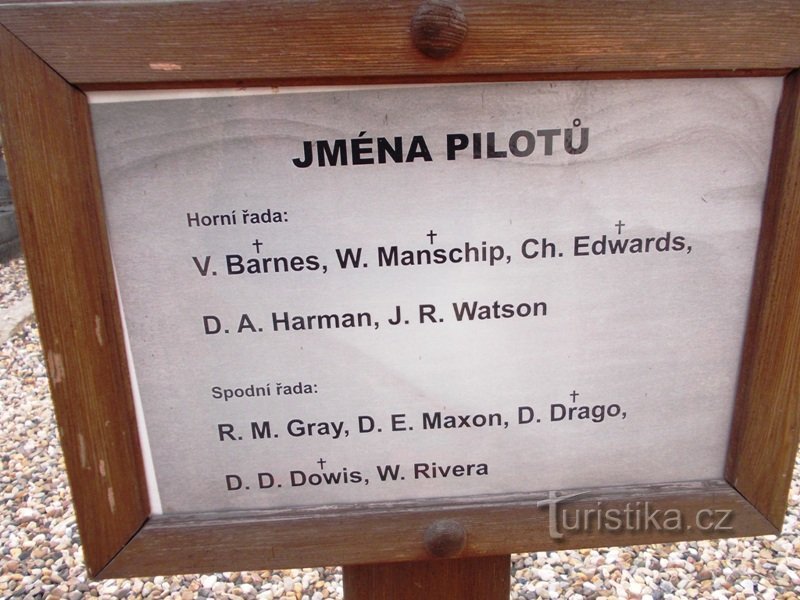 JMÉNA PILOTŮ
Horní řada:
V. Barnes, W. Manschip, Ch. Edwards,
D. A. Harman, J. R. Watson
Spodní řada:
R. M. Gray, D. E. Maxon, D. Drago,
D. D. Dowis, W. Rivera
Turistika.cz